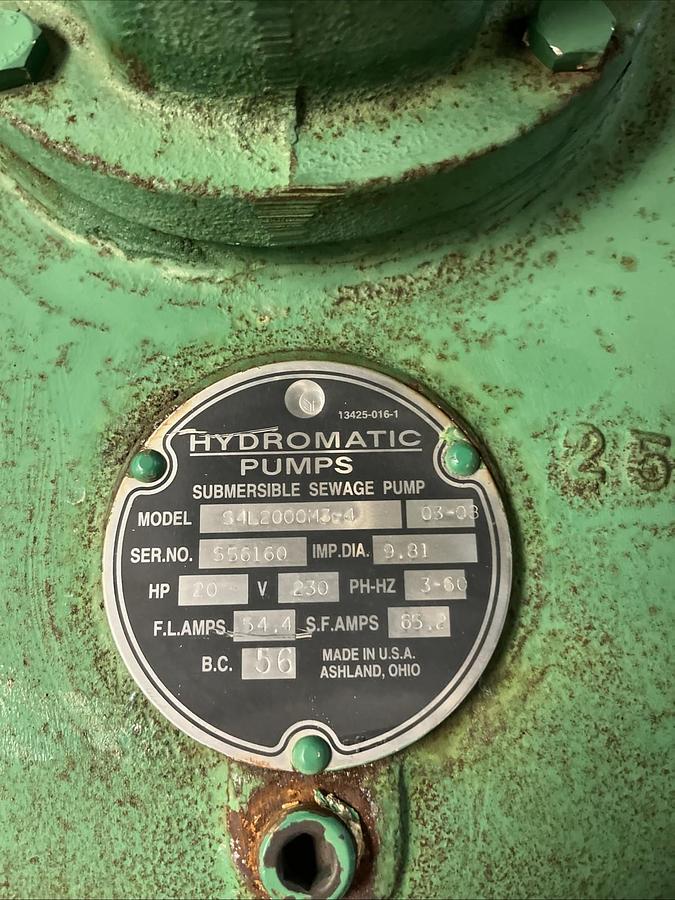 13425-016-1
HYDROMATIC
PUMPS
SUBMERSIBLE SEWAGE PUMP
MODEL S4L2000M3-4 03-08
SER.NO. S56160 IMP.DIA. 9.81
HP 20 V 230 PH-HZ 3-60
F.L.AMPS 54.4 S.F.AMPS 65.2
B.C. 56 MADE IN U.S.A.
ASHLAND, OHIO
25